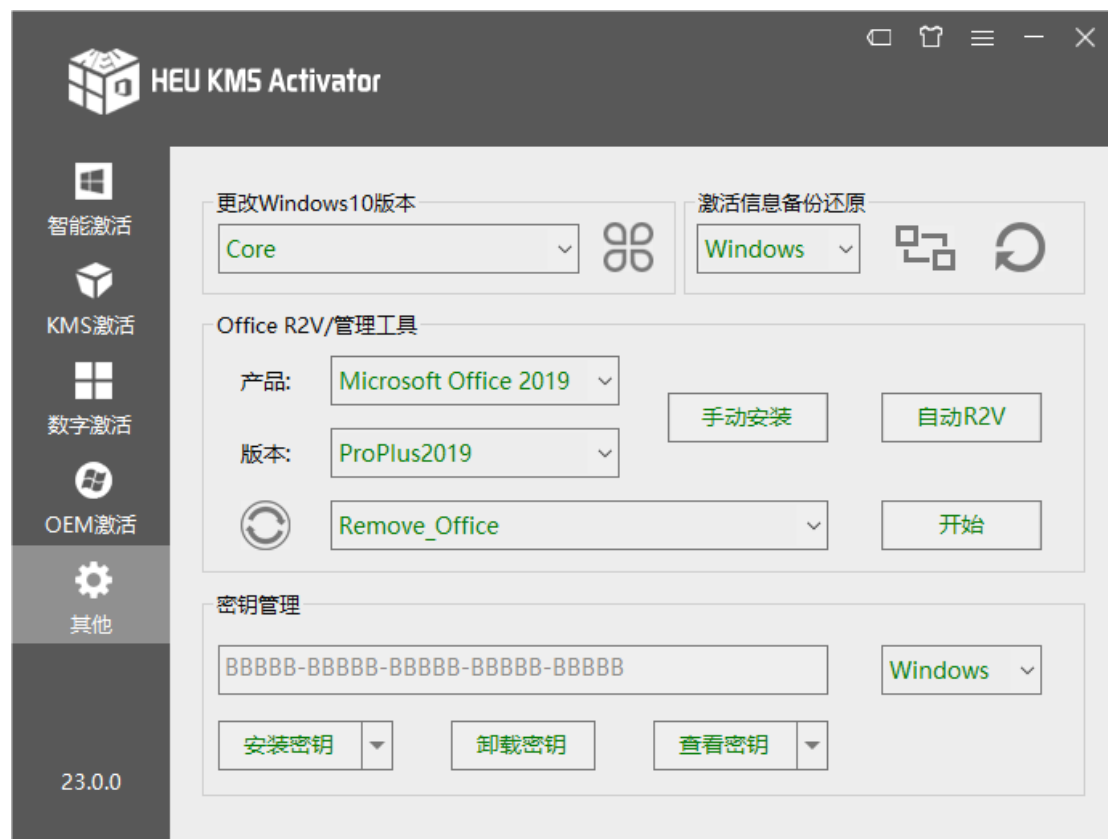 HEU KMS Activator
智能激活
KMS激活
数字激活
OEM激活
其他
23.0.0
更改Windows10版本
Core
激活信息备份还原
Windows
Office R2V/管理工具
产品:
Microsoft Office 2019
手动安装
自动R2V
版本:
ProPlus2019
Remove_Office
开始
密钥管理
BBBBB-BBBBB-BBBBB-BBBBB-BBBBB
Windows
安装密钥
卸载密钥
查看密钥